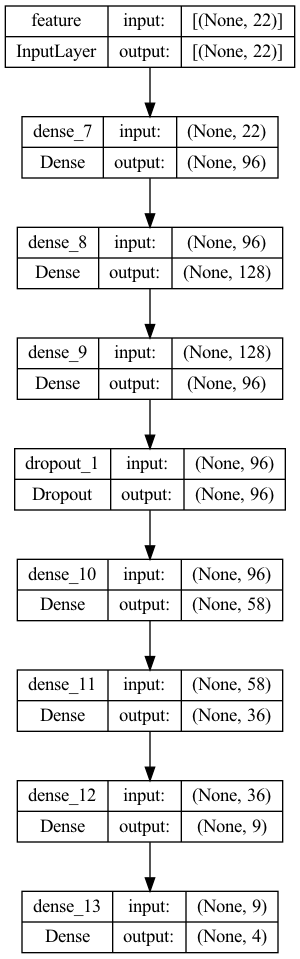 feature input: [(None, 22)]
InputLayer output: [(None, 22)]
dense_7 input: (None, 22)
Dense output: (None, 96)
dense_8 input: (None, 96)
Dense output: (None, 128)
dense_9 input: (None, 128)
Dense output: (None, 96)
dropout_1 input: (None, 96)
Dropout output: (None, 96)
dense_10 input: (None, 96)
Dense output: (None, 58)
dense_11 input: (None, 58)
Dense output: (None, 36)
dense_12 input: (None, 36)
Dense output: (None, 9)
dense_13 input: (None, 9)
Dense output: (None, 4)